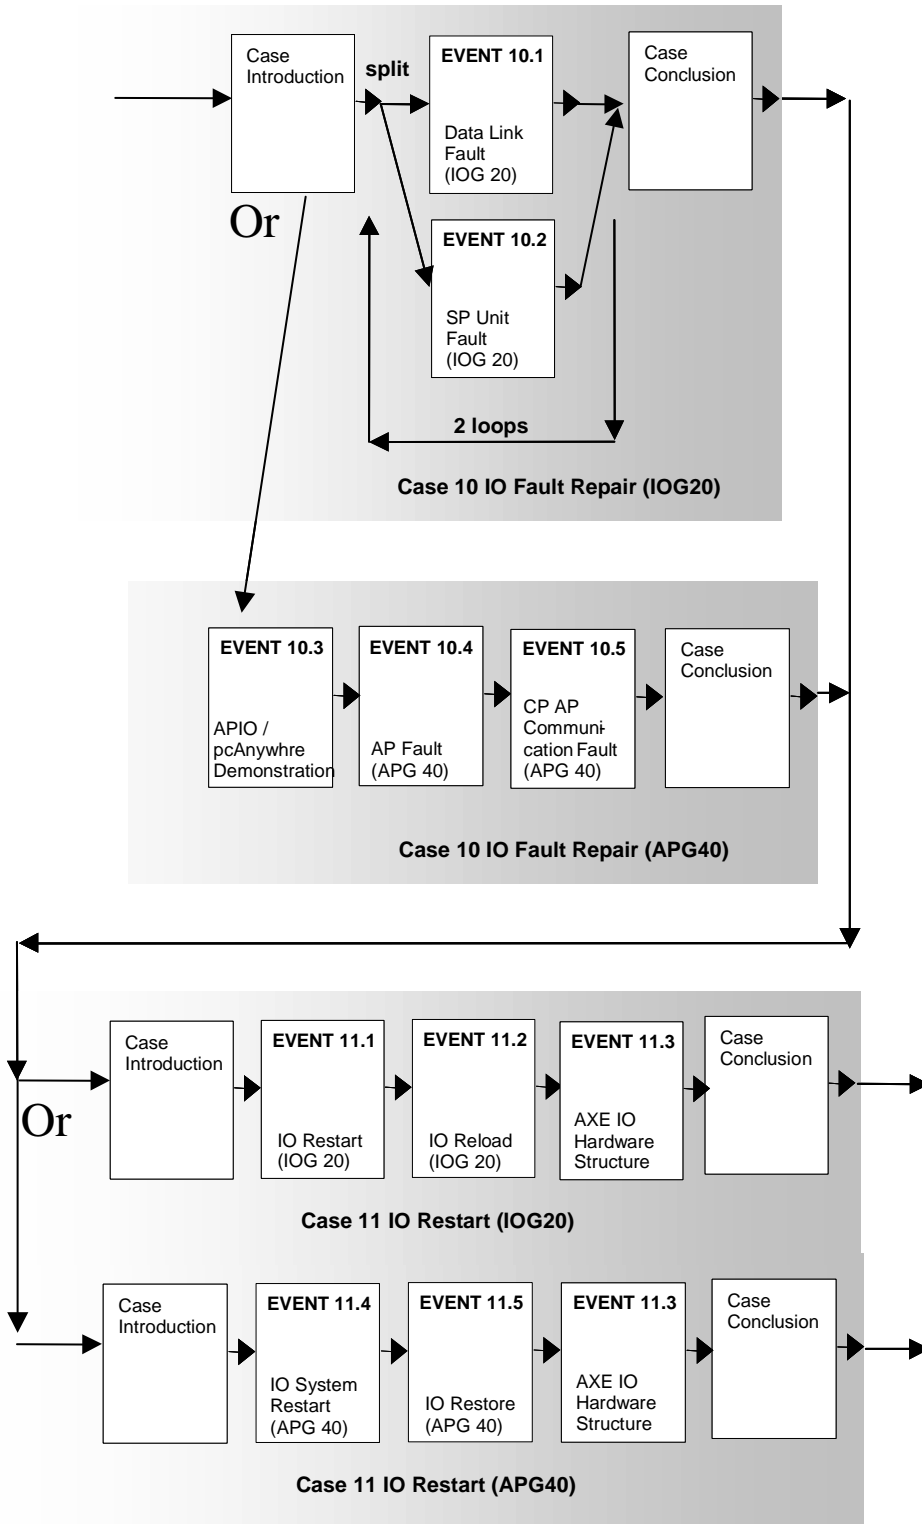 Case
Introduction
split
EVENT 10.1
Data Link
Fault
(IOG 20)
Case
Conclusion
Or
EVENT 10.2
SP Unit
Fault
(IOG 20)
2 loops
Case 10 IO Fault Repair (IOG20)
EVENT 10.3
APIO /
pcAnywhre
Demonstration
EVENT 10.4
AP Fault
(APG 40)
EVENT 10.5
CP AP
Communi-
cation Fault
(APG 40)
Case
Conclusion
Case 10 IO Fault Repair (APG40)
Or
Case
Introduction
EVENT 11.1
IO Restart
(IOG 20)
EVENT 11.2
IO Reload
(IOG 20)
EVENT 11.3
AXE IO
Hardware
Structure
Case
Conclusion
Case 11 IO Restart (IOG20)
Case
Introduction
EVENT 11.4
IO System
Restart
(APG 40)
EVENT 11.5
IO Restore
(APG 40)
EVENT 11.3
AXE IO
Hardware
Structure
Case
Conclusion
Case 11 IO Restart (APG40)